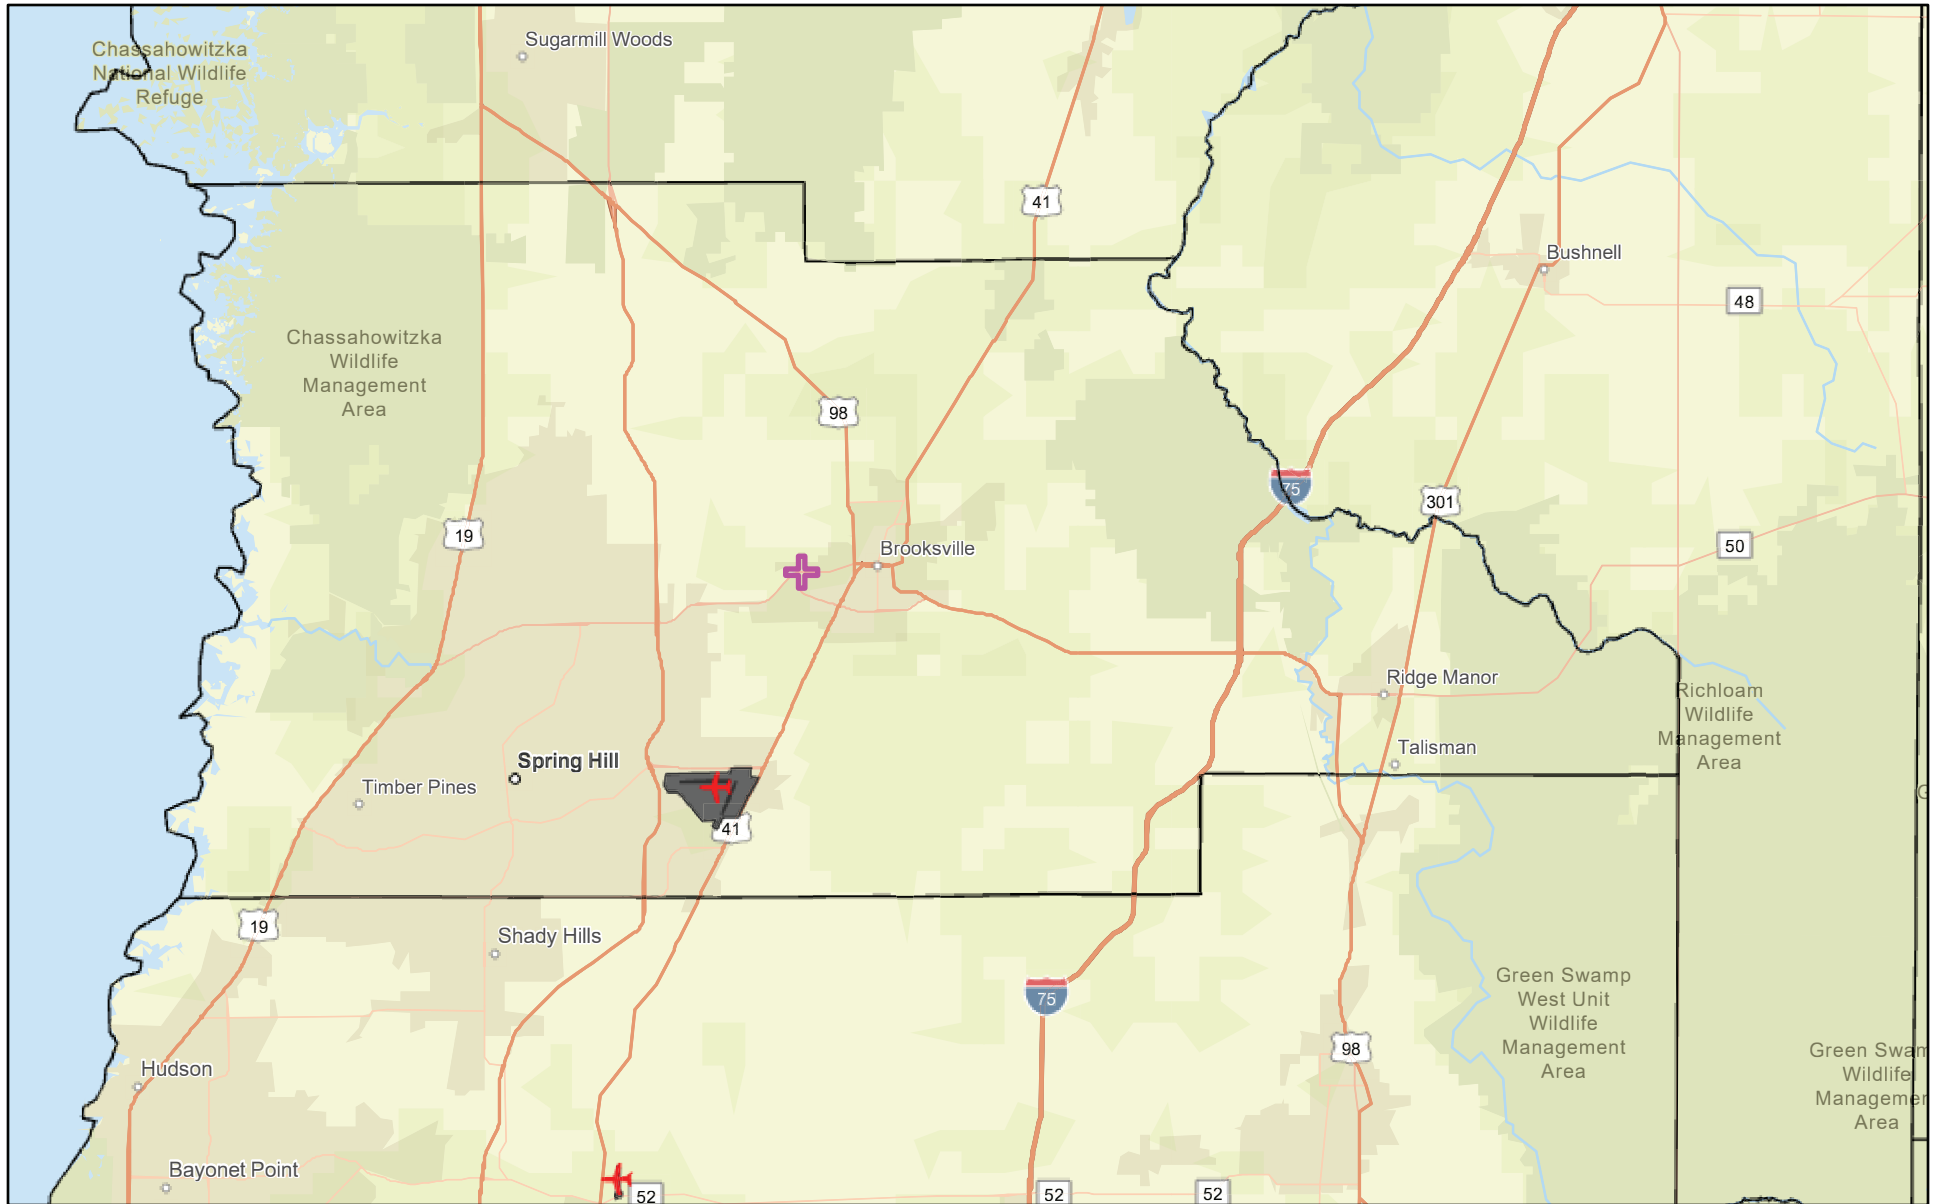 Sugarmill Woods
Chassahowitzka
National Wildlife
Refuge
41
Bushnell
48
Chassahowitzka
Wildlife
Management
Area
98
75
301
19
50
Brooksville
Ridge Manor
Richloam
Wildlife
Management
Area
Talisman
Spring Hill
Timber Pines
41
19
Shady Hills
75
Green Swamp
West Unit
Wildlife
Management
Area
98
Green Swam
Wildlife
Managemen
Area
Hudson
Bayonet Point
52
52
52